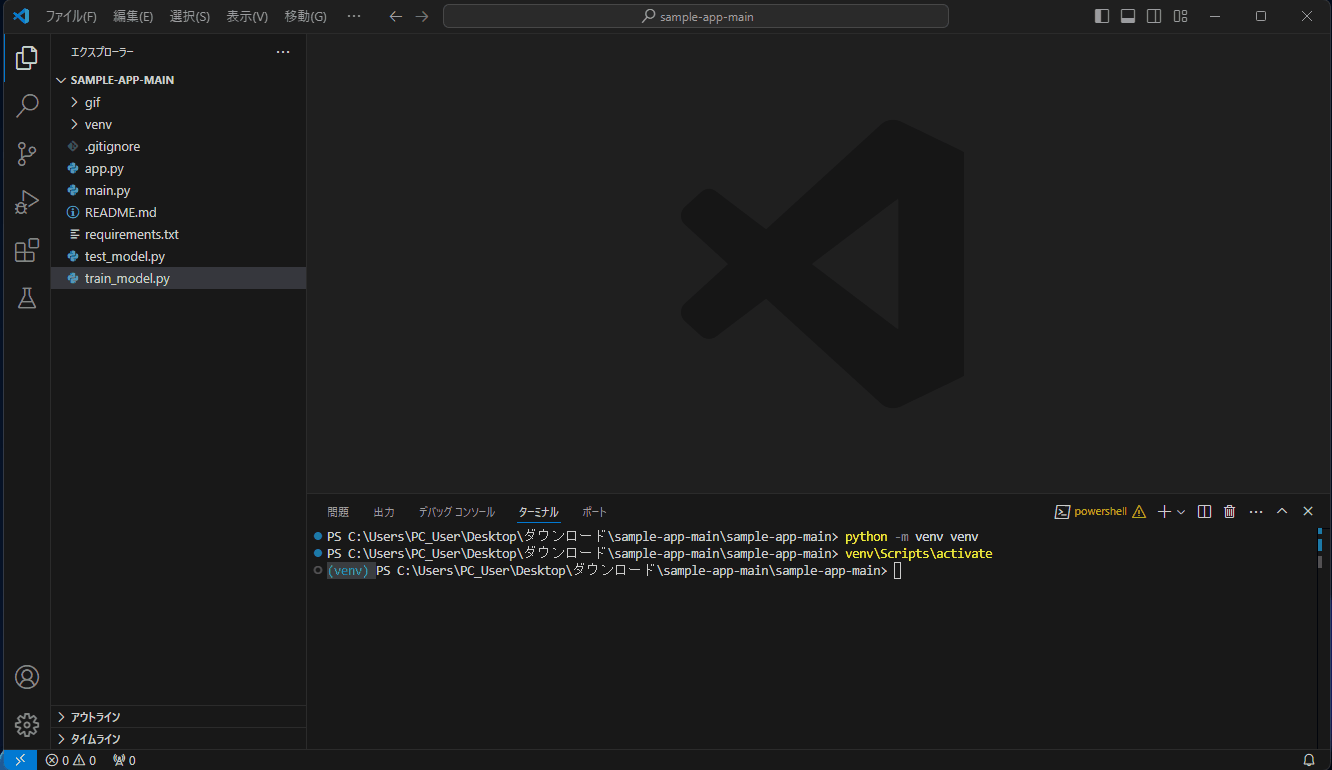 ファイル(F) 編集(E) 選択(S) 表示(V) 移動(G) ··· sample-app-main
エクスプローラー ···
SAMPLE-APP-MAIN
gif
venv
.gitignore
app.py
main.py
README.md
requirements.txt
test_model.py
train_model.py
アウトライン
タイムライン
問題 出力 デバッグ コンソール ターミナル ポート powershell ···
PS C:\Users\PC_User\Desktop\ダウンロード\sample-app-main\sample-app-main> python -m venv venv
PS C:\Users\PC_User\Desktop\ダウンロード\sample-app-main\sample-app-main> venv\Scripts\activate
(venv) PS C:\Users\PC_User\Desktop\ダウンロード\sample-app-main\sample-app-main>
0 0 0